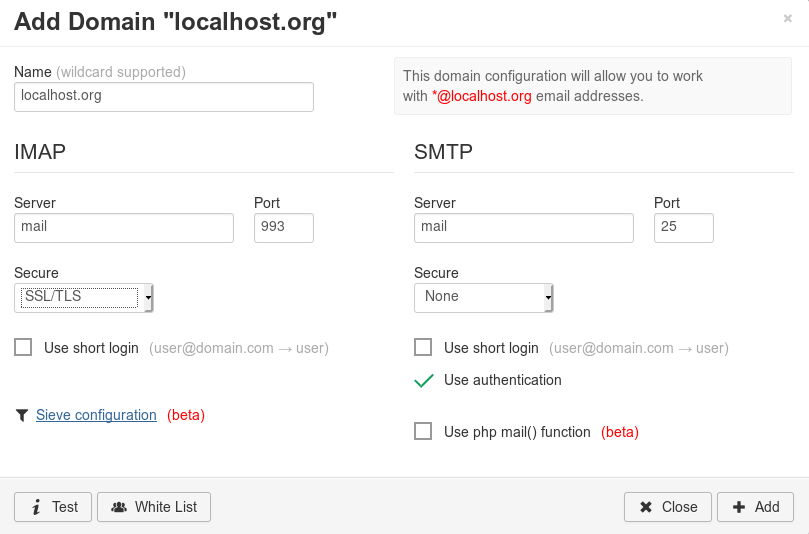 Add Domain "localhost.org"
×
Name (wildcard supported)
localhost.org
This domain configuration will allow you to work
with *@localhost.org email addresses.
IMAP
SMTP
Server Port
mail 993
Server Port
mail 25
Secure
SSL/TLS
Secure
None
Use short login (user@domain.com → user)
Use short login (user@domain.com → user)
Use authentication
Sieve configuration (beta)
Use php mail() function (beta)
Test
White List
Close
Add